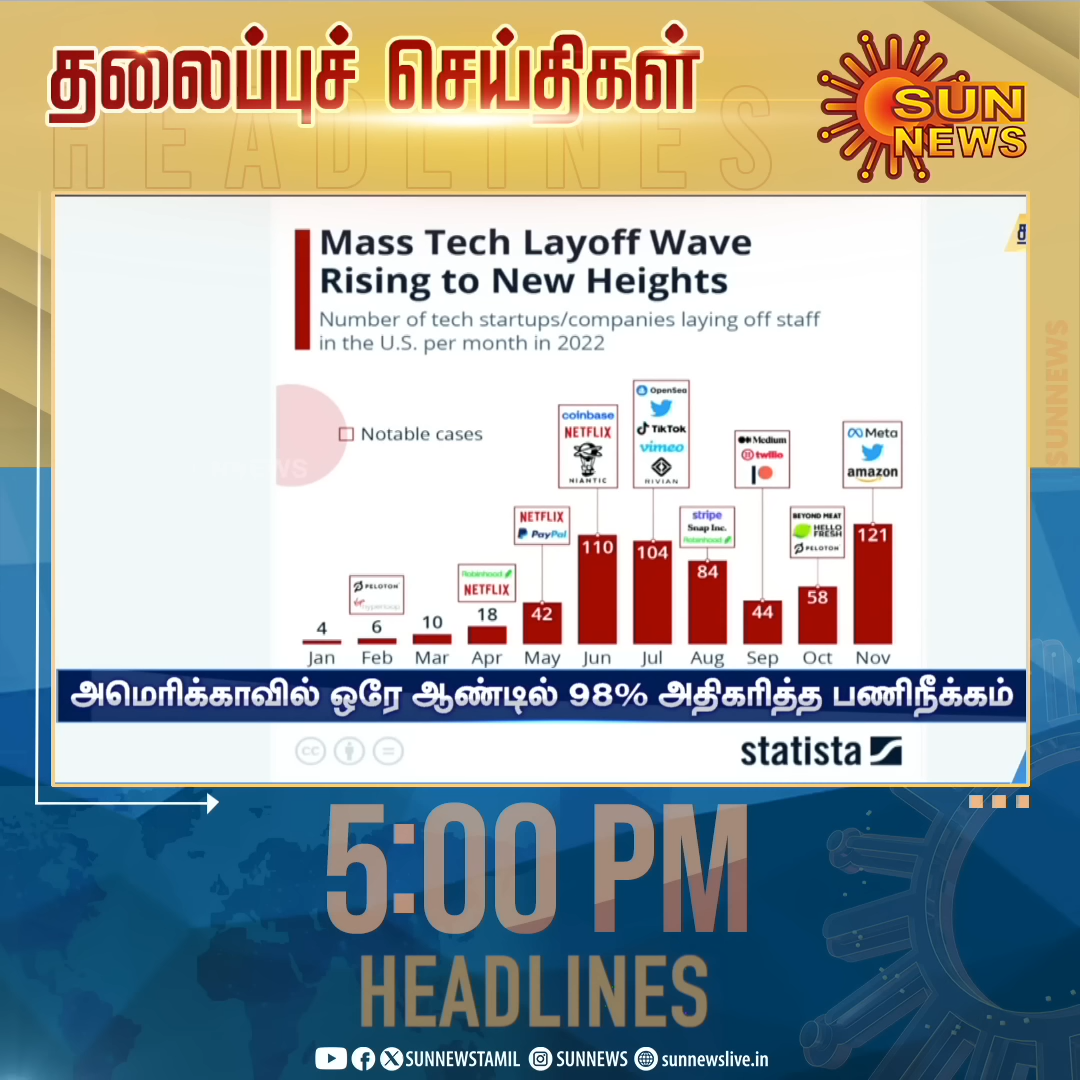 தலைப்புச் செய்திகள்
HEADLINES
SUN
NEWS
Mass Tech Layoff Wave
Rising to New Heights
Number of tech startups/companies laying off staff
in the U.S. per month in 2022
SUNNEWS
Notable cases
coinbase
NETFLIX
NIANTIC
OpenSea
TikTok
vimeo
RIVIAN
Medium
twilio
Meta
amazon
NETFLIX
PayPal
stripe
Snap Inc.
Robinhood
BEYOND MEAT
HELLO
FRESH
PELOTON
PELOTON
Robinhood
NETFLIX
4 6 10 18 42 110 104 84 44 58 121
Jan Feb Mar Apr May Jun Jul Aug Sep Oct Nov
அமெரிக்காவில் ஒரே ஆண்டில் 98% அதிகரித்த பணிநீக்கம்
cc
statista
5:00 PM
HEADLINES
SUNNEWSTAMIL SUNNEWS sunnewslive.in